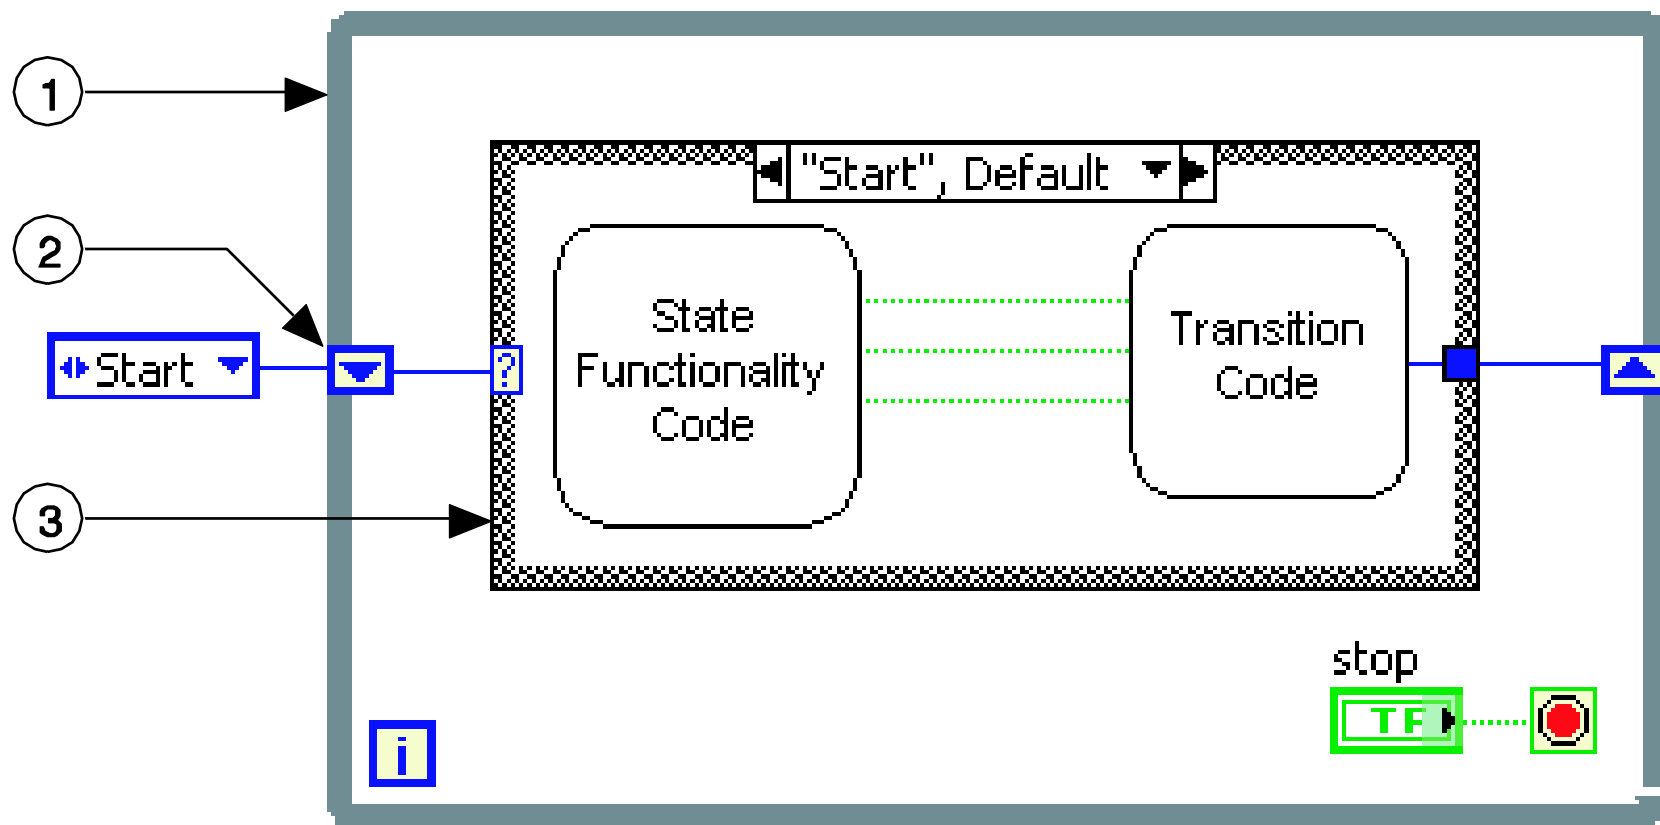 1
"Start", Default
2
State
Functionality
Code
Transition
Code
Start
?
3
stop
TF
i